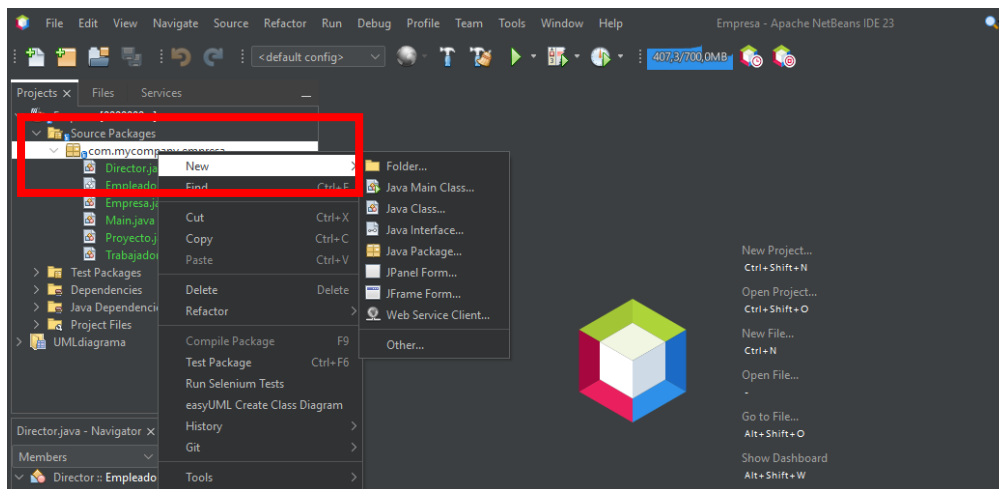 File Edit View Navigate Source Refactor Run Debug Profile Team Tools Window Help Empresa - Apache NetBeans IDE 23
<default config> 407,3/700,0MB
Projects Files Services
Source Packages
com.mycompany.empresa
Director.ja
Empleado
Empresa.ja
Main.java
Proyecto.j
Trabajador
Test Packages
Dependencies
Java Dependenci
Project Files
UMLdiagrama
New
Find Ctrl+F
Cut Ctrl+X
Copy Ctrl+C
Paste Ctrl+V
Delete Delete
Refactor
Compile Package F9
Test Package Ctrl+F6
Run Selenium Tests
easyUML Create Class Diagram
History
Git
Tools
Folder...
Java Main Class...
Java Class...
Java Interface...
Java Package...
JPanel Form...
JFrame Form...
Web Service Client...
Other...
New Project...
Ctrl+Shift+N
Open Project...
Ctrl+Shift+O
New File...
Ctrl+N
Open File...
-
Go to File...
Alt+Shift+O
Show Dashboard
Alt+Shift+W
Director.java - Navigator
Members
Director :: Empleado